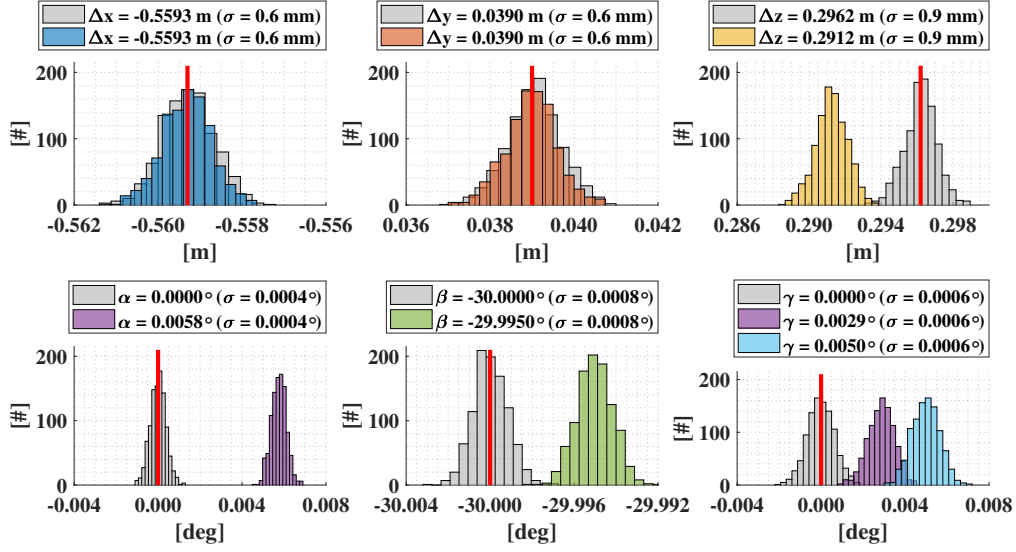 Δx = -0.5593 m (σ = 0.6 mm)
Δx = -0.5593 m (σ = 0.6 mm)
200
100
0
[#]
-0.562
-0.560
-0.558
-0.556
[m]
Δy = 0.0390 m (σ = 0.6 mm)
Δy = 0.0390 m (σ = 0.6 mm)
200
100
0
[#]
0.036
0.038
0.040
0.042
[m]
Δz = 0.2962 m (σ = 0.9 mm)
Δz = 0.2912 m (σ = 0.9 mm)
200
100
0
[#]
0.286
0.290
0.294
0.298
[m]
α = 0.0000° (σ = 0.0004°)
α = 0.0058° (σ = 0.0004°)
200
100
0
[#]
-0.004
0.000
0.004
0.008
[deg]
β = -30.0000° (σ = 0.0008°)
β = -29.9950° (σ = 0.0008°)
200
100
0
[#]
-30.004
-30.000
-29.996
-29.992
[deg]
γ = 0.0000° (σ = 0.0006°)
γ = 0.0029° (σ = 0.0006°)
γ = 0.0050° (σ = 0.0006°)
200
100
0
[#]
-0.004
0.000
0.004
0.008
[deg]